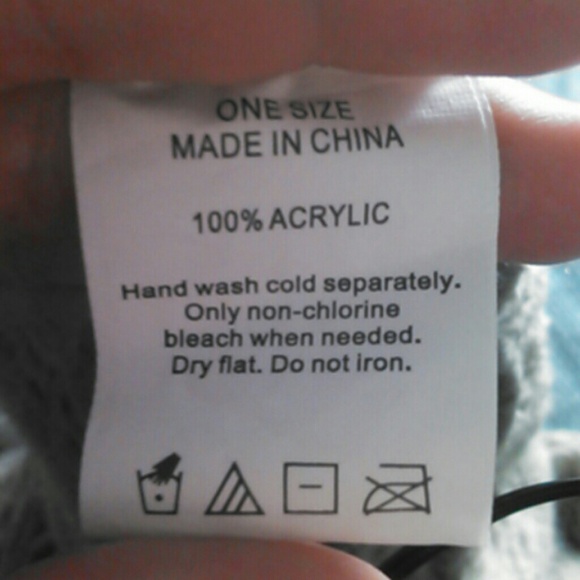 ONE SIZE
MADE IN CHINA
100% ACRYLIC
Hand wash cold separately.
Only non-chlorine
bleach when needed.
Dry flat. Do not iron.